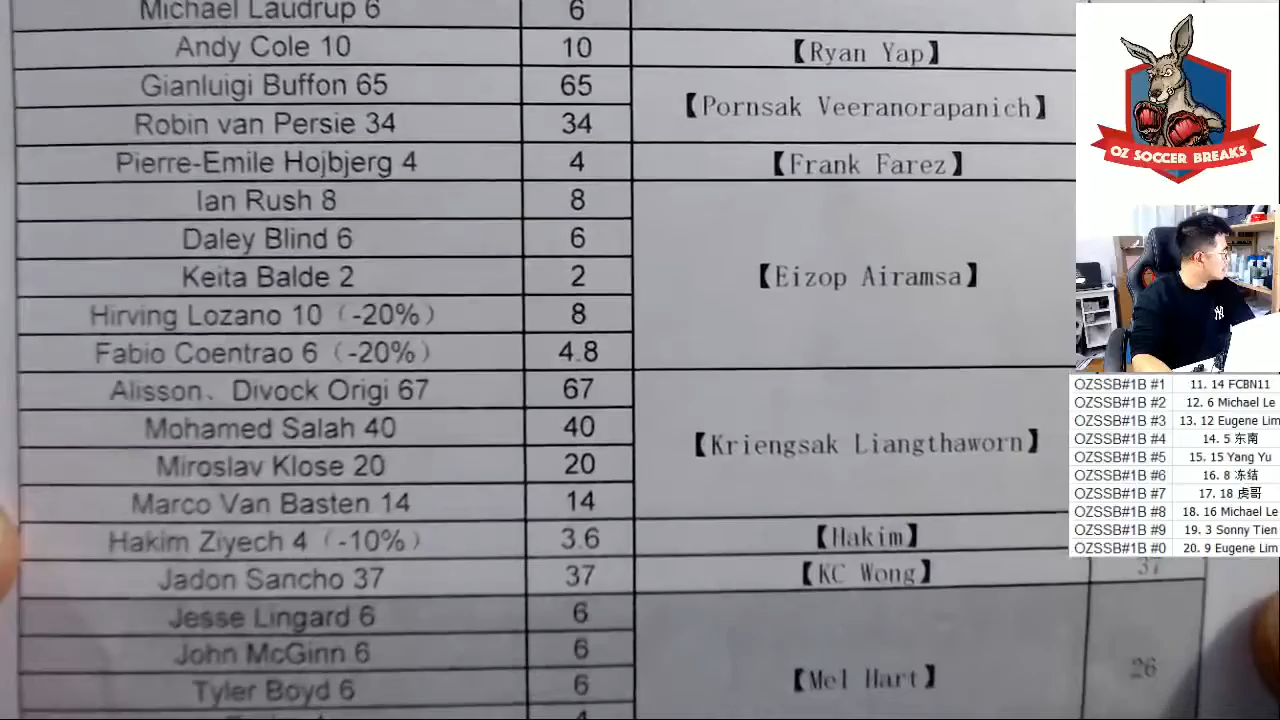 Michael Laudrup 6 6
Andy Cole 10 10 【Ryan Yap】
Gianluigi Buffon 65 65
【Pornsak Veeranorapanich】
Robin van Persie 34 34
Pierre-Emile Hojbjerg 4 4 【Frank Farez】
Ian Rush 8 8
Daley Blind 6 6
Keita Balde 2 2
【Eizop Airamsa】
Hirving Lozano 10（-20%） 8
Fabio Coentrao 6（-20%） 4.8
Alisson、Divock Origi 67 67
Mohamed Salah 40 40
【Kriengsak Liangthaworn】
Miroslav Klose 20 20
Marco Van Basten 14 14
Hakim Ziyech 4（-10%） 3.6 【Hakim】
Jadon Sancho 37 37 【KC Wong】 37
Jesse Lingard 6 6
John McGinn 6 6
【Mel Hart】 26
Tyler Boyd 6 6
OZ SOCCER BREAKS
NY
OZSSB#1B #1 11. 14 FCBN11
OZSSB#1B #2 12. 6 Michael Le
OZSSB#1B #3 13. 12 Eugene Lim
OZSSB#1B #4 14. 5 东南
OZSSB#1B #5 15. 15 Yang Yu
OZSSB#1B #6 16. 8 冻结
OZSSB#1B #7 17. 18 虎哥
OZSSB#1B #8 18. 16 Michael Le
OZSSB#1B #9 19. 3 Sonny Tien
OZSSB#1B #0 20. 9 Eugene Lim